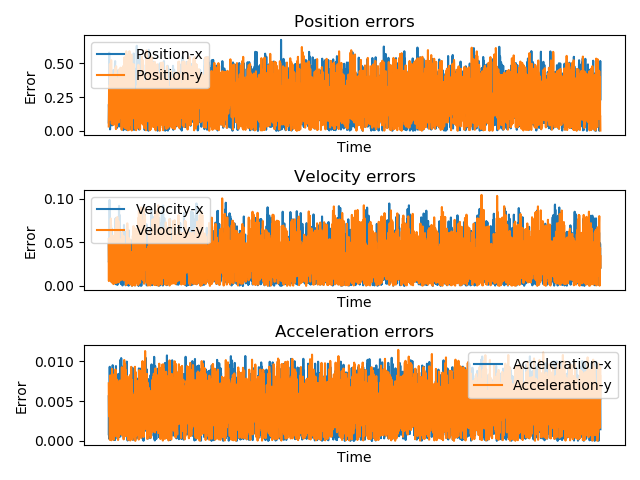 Position errors
Position-x
Position-y
0.50
0.25
0.00
Error
Time
Velocity errors
Velocity-x
Velocity-y
0.10
0.05
0.00
Error
Time
Acceleration errors
Acceleration-x
Acceleration-y
0.010
0.005
0.000
Error
Time